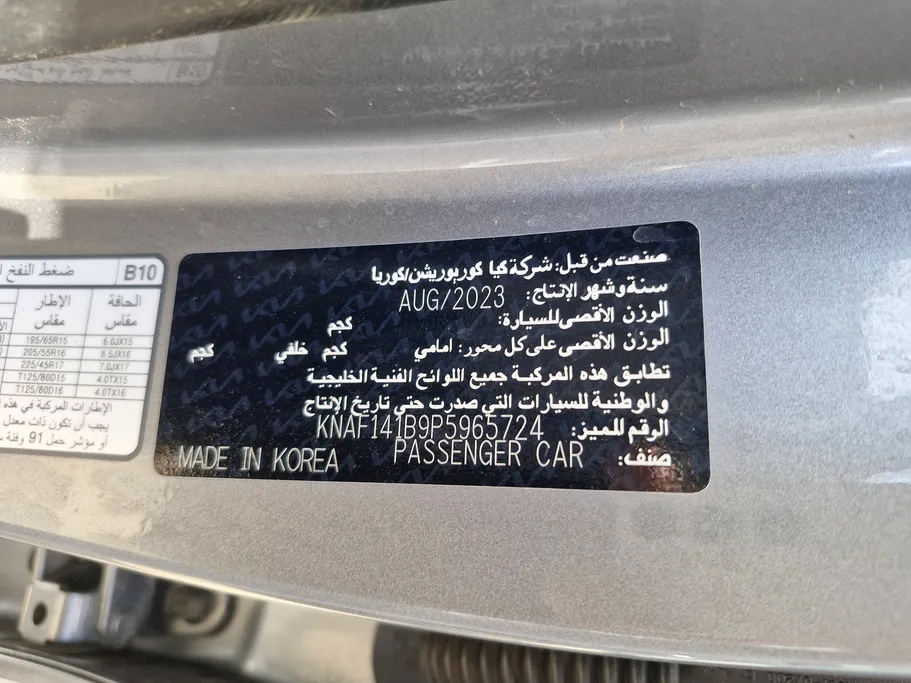 صنعت من قبل: شركة كيا كوربوريشن/كوريا
سنة وشهر الإنتاج: AUG/2023
الوزن الأقصى للسيارة: كجم
الوزن الأقصى على كل محور: امامي كجم خلفي كجم
تطابق هذه المركبة جميع اللوائح الفنية الخليجية
والوطنية للسيارات التي صدرت حتى تاريخ الإنتاج
الرقم المميز: KNAF141B9P5965724
صنف: PASSENGER CAR
MADE IN KOREA
B10 ضغط النفخ
الحافة الإطار
مقاس مقاس
6.0JX15 195/65R15
6.5JX16 205/55R16
7.0JX17 225/45R17
4.0TX15 T125/80D15
4.0TX16 T125/80D16
الإطارات المركبة في هذه
يجب أن تكون ذات معدل
أو مؤشر حمل 91 وفئة